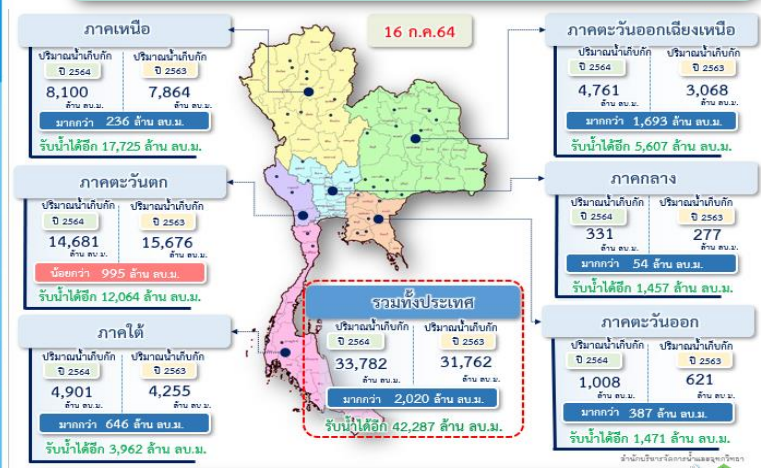 16 ก.ค.64
ภาคเหนือ
ปริมาณน้ำเก็บกัก ปริมาณน้ำเก็บกัก
ปี 2564 ปี 2563
8,100 7,864
ล้าน ลบ.ม. ล้าน ลบ.ม.
มากกว่า 236 ล้าน ลบ.ม.
รับน้ำได้อีก 17,725 ล้าน ลบ.ม.
ภาคตะวันออกเฉียงเหนือ
ปริมาณน้ำเก็บกัก ปริมาณน้ำเก็บกัก
ปี 2564 ปี 2563
4,761 3,068
ล้าน ลบ.ม. ล้าน ลบ.ม.
มากกว่า 1,693 ล้าน ลบ.ม.
รับน้ำได้อีก 5,607 ล้าน ลบ.ม.
ภาคตะวันตก
ปริมาณน้ำเก็บกัก ปริมาณน้ำเก็บกัก
ปี 2564 ปี 2563
14,681 15,676
ล้าน ลบ.ม. ล้าน ลบ.ม.
น้อยกว่า 995 ล้าน ลบ.ม.
รับน้ำได้อีก 12,064 ล้าน ลบ.ม.
ภาคกลาง
ปริมาณน้ำเก็บกัก ปริมาณน้ำเก็บกัก
ปี 2564 ปี 2563
331 277
ล้าน ลบ.ม. ล้าน ลบ.ม.
มากกว่า 54 ล้าน ลบ.ม.
รับน้ำได้อีก 1,457 ล้าน ลบ.ม.
ภาคใต้
ปริมาณน้ำเก็บกัก ปริมาณน้ำเก็บกัก
ปี 2564 ปี 2563
4,901 4,255
ล้าน ลบ.ม. ล้าน ลบ.ม.
มากกว่า 646 ล้าน ลบ.ม.
รับน้ำได้อีก 3,962 ล้าน ลบ.ม.
รวมทั้งประเทศ
ปริมาณน้ำเก็บกัก ปริมาณน้ำเก็บกัก
ปี 2564 ปี 2563
33,782 31,762
ล้าน ลบ.ม. ล้าน ลบ.ม.
มากกว่า 2,020 ล้าน ลบ.ม.
รับน้ำได้อีก 42,287 ล้าน ลบ.ม.
ภาคตะวันออก
ปริมาณน้ำเก็บกัก ปริมาณน้ำเก็บกัก
ปี 2564 ปี 2563
1,008 621
ล้าน ลบ.ม. ล้าน ลบ.ม.
มากกว่า 387 ล้าน ลบ.ม.
รับน้ำได้อีก 1,471 ล้าน ลบ.ม.
สำนักบริหารจัดการน้ำและอุทกวิทยา